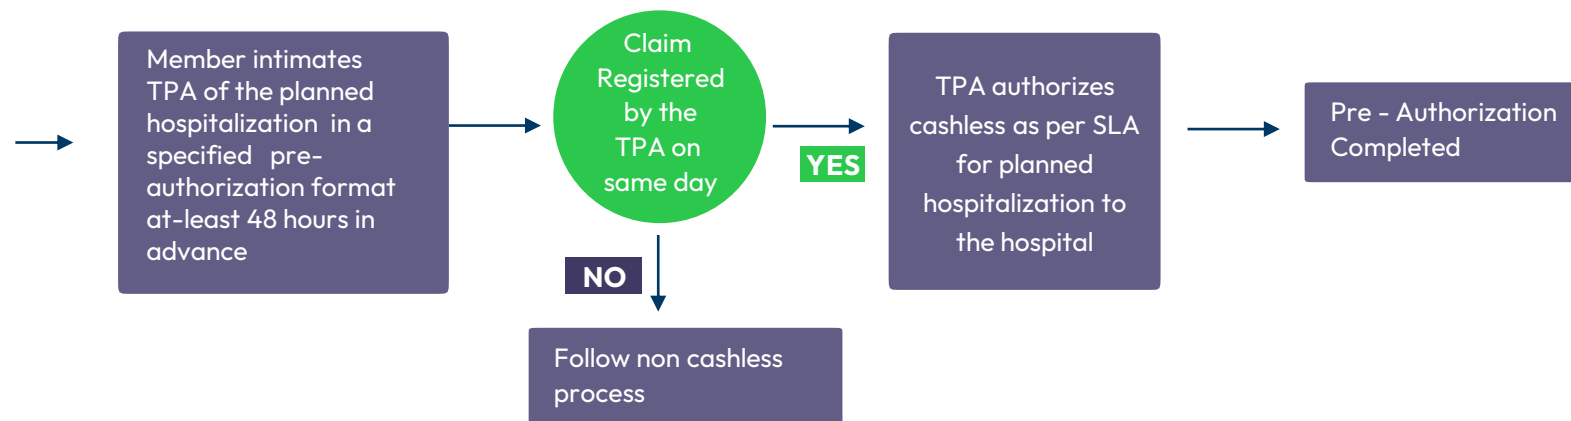 Member intimates
TPA of the planned
hospitalization in a
specified pre-
authorization format
at-least 48 hours in
advance
Claim
Registered
by the
TPA on
same day
YES
NO
Follow non cashless
process
TPA authorizes
cashless as per SLA
for planned
hospitalization to
the hospital
Pre - Authorization
Completed